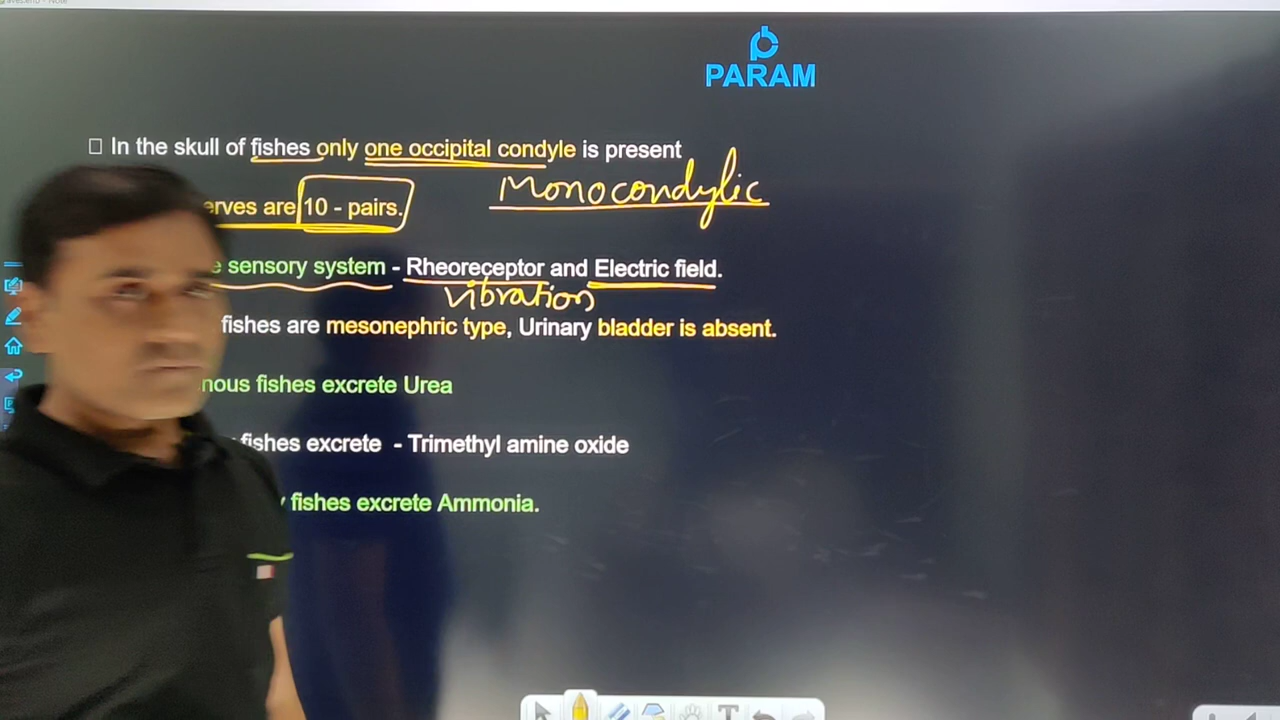 PARAM
In the skull of fishes only one occipital condyle is present
Monocondylic
erves are 10 - pairs.
e sensory system - Rheoreceptor and Electric field.
vibration
fishes are mesonephric type, Urinary bladder is absent.
nous fishes excrete Urea
fishes excrete - Trimethyl amine oxide
fishes excrete Ammonia.
T